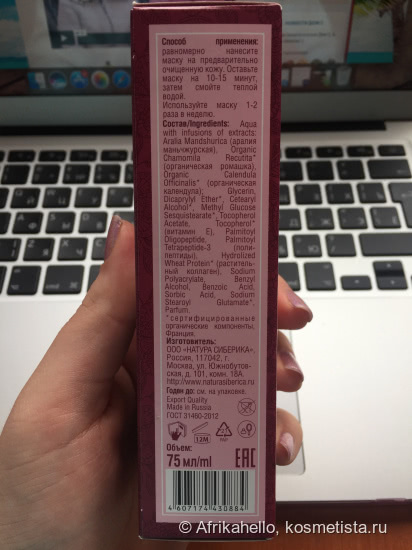 Способ применения:
равномерно нанесите
маску на предварительно
очищенную кожу. Оставьте
маску на 10-15 минут,
затем смойте теплой
водой.
Используйте маску 1-2
раза в неделю.
Состав/Ingredients: Aqua
with infusions of extracts:
Aralia Mandshurica (аралия
маньчжурская), Organic
Chamomilla Recutita*
(органическая ромашка),
Organic Calendula
Officinalis* (органическая
календула); Glycerin,
Dicaprylyl Ether*, Cetearyl
Alcohol*, Methyl Glucose
Sesquistearate*, Tocopherol
Acetate, Tocopherol*
(витамин Е), Palmitoyl
Oligopeptide, Palmitoyl
Tetrapeptide-3 (поли-
пептиды), Hydrolized
Wheat Protein* (раститель-
ный коллаген), Sodium
Polyacrylate, Benzyl
Alcohol, Benzoic Acid,
Sorbic Acid, Sodium
Stearoyl Glutamate*,
Parfum.
*сертифицированные
органические компоненты,
Франция.
Изготовитель:
ООО «НАТУРА СИБЕРИКА»,
Россия, 117042, г.
Москва, ул. Южнобутов-
ская, д. 101, комн. 18А.
http://www.naturasiberica.ru
Годен до: см. на упаковке.
Export Quality
Made in Russia
ГОСТ 31460-2012
12M
Объем:
75 мл/ml
EAC
4607174430884
© Afrikahello, kosmetista.ru